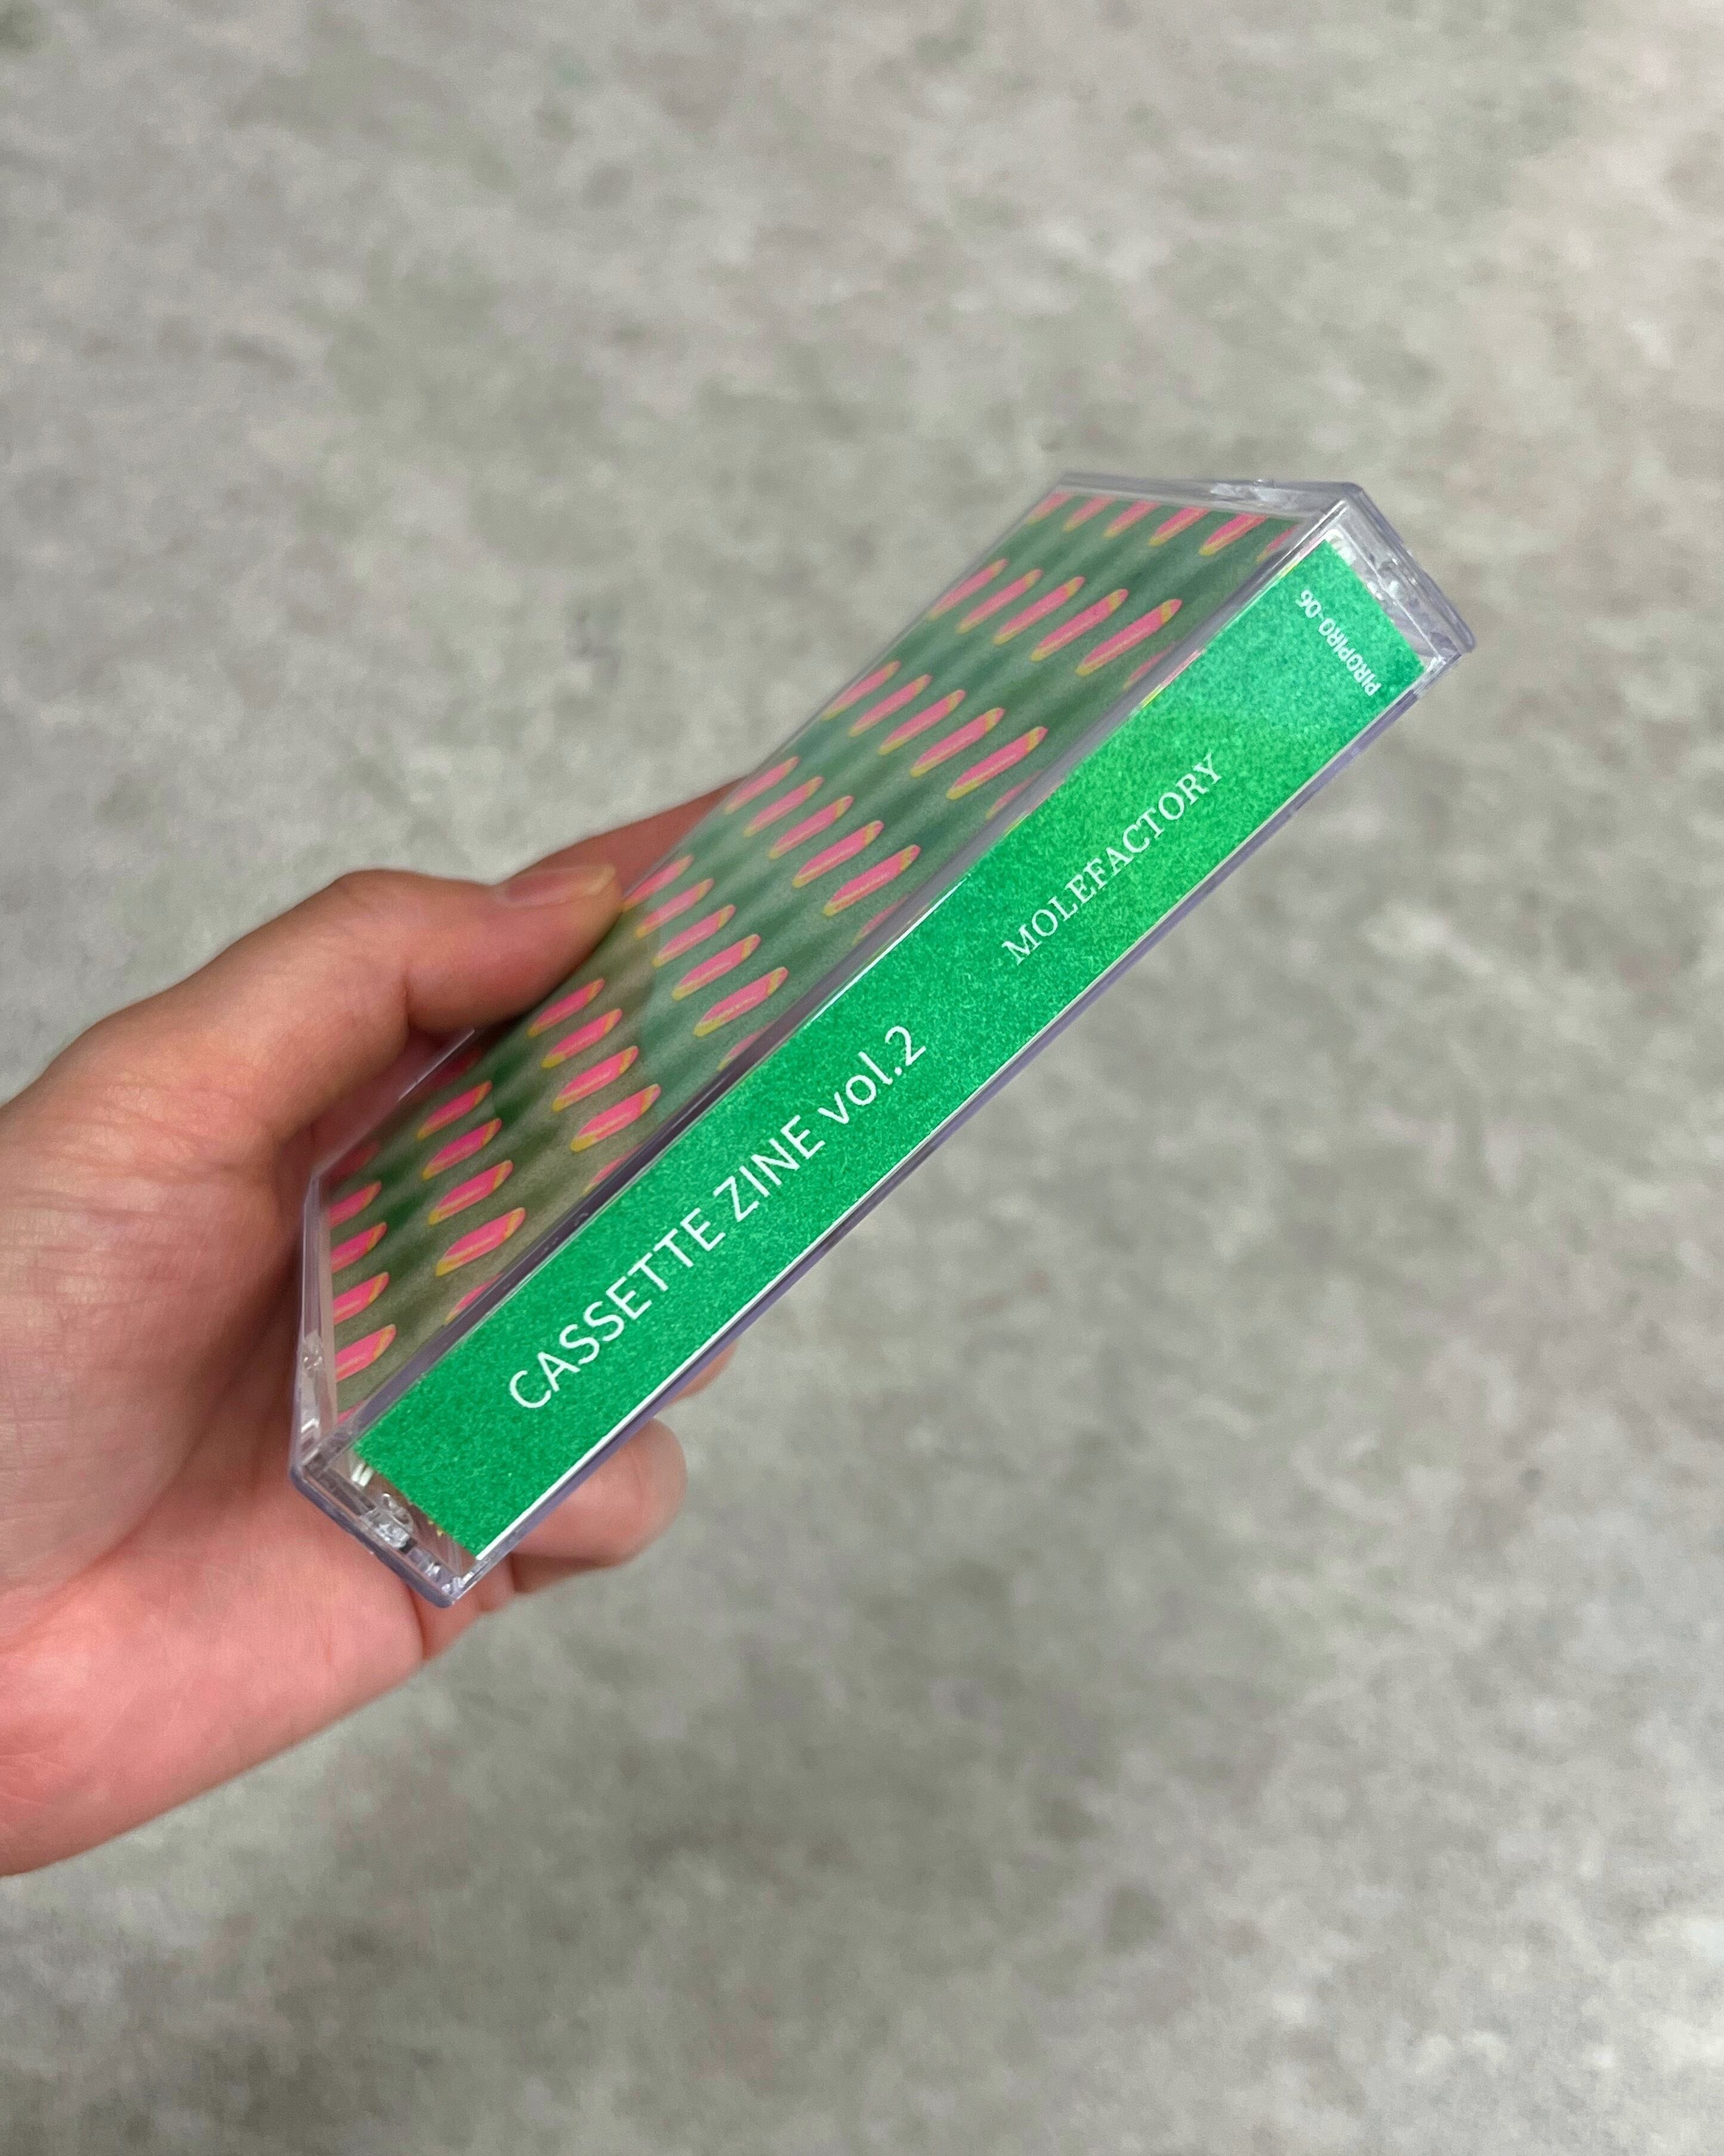 CASSETTE ZINE vol.2
MOLEFACTORY
PIROPIRO-06